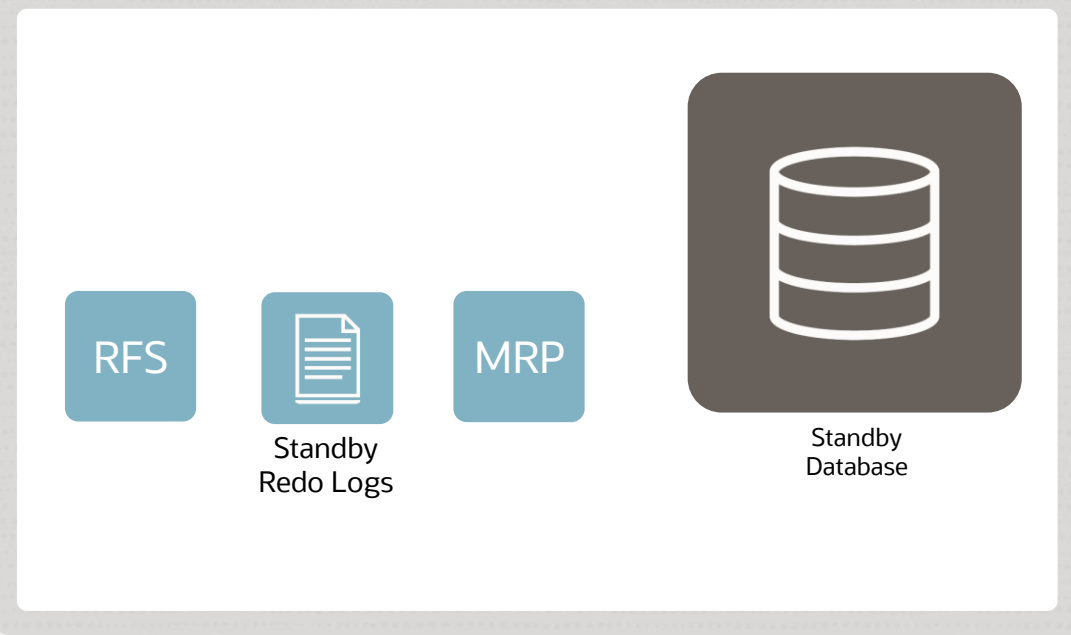 RFS
MRP
Standby
Redo Logs
Standby
Database